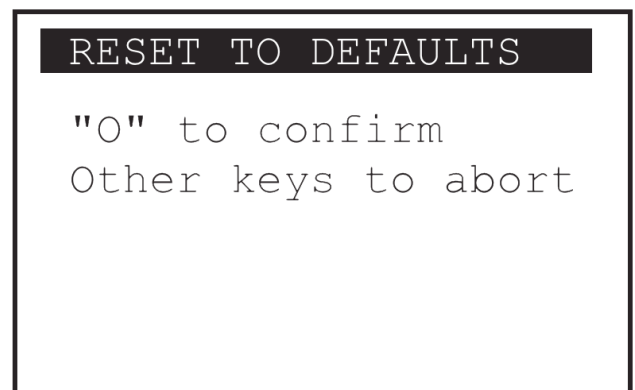 RESET TO DEFAULTS
"O" to confirm
Other keys to abort